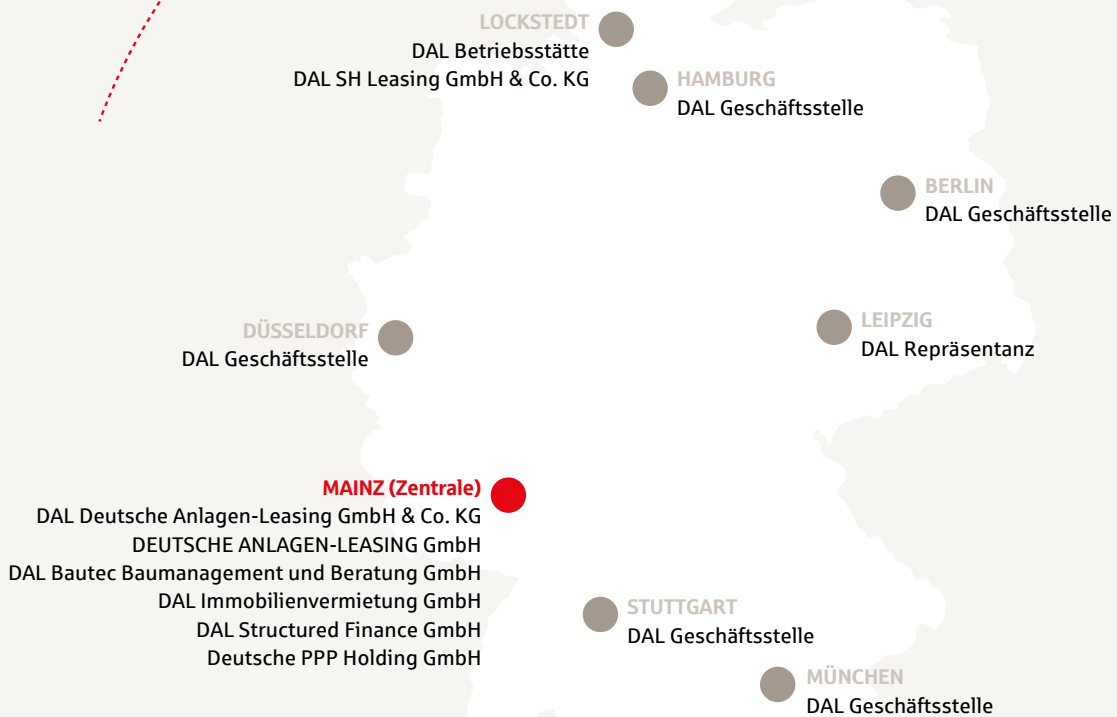 LOCKSTEDT
DAL Betriebsstätte
DAL SH Leasing GmbH & Co. KG
HAMBURG
DAL Geschäftsstelle
BERLIN
DAL Geschäftsstelle
DÜSSELDORF
DAL Geschäftsstelle
LEIPZIG
DAL Repräsentanz
MAINZ (Zentrale)
DAL Deutsche Anlagen-Leasing GmbH & Co. KG
DEUTSCHE ANLAGEN-LEASING GmbH
DAL Bautec Baumanagement und Beratung GmbH
DAL Immobilienvermietung GmbH
DAL Structured Finance GmbH
Deutsche PPP Holding GmbH
STUTTGART
DAL Geschäftsstelle
MÜNCHEN
DAL Geschäftsstelle